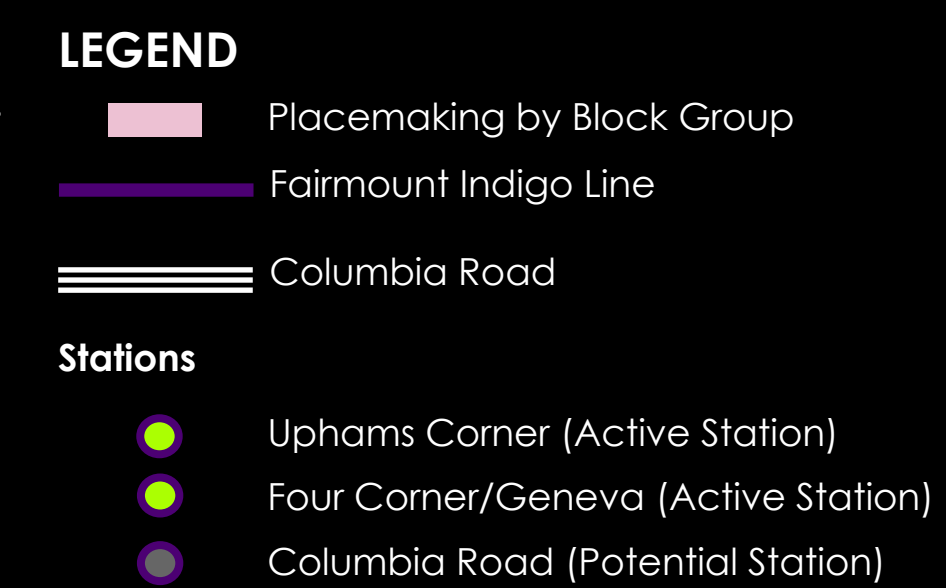 LEGEND
Placemaking by Block Group
Fairmount Indigo Line
Columbia Road
Stations
Uphams Corner (Active Station)
Four Corner/Geneva (Active Station)
Columbia Road (Potential Station)